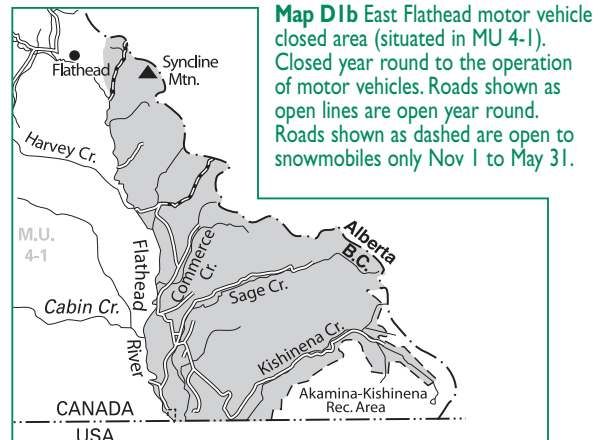 Map D1b East Flathead motor vehicle
closed area (situated in MU 4-1).
Closed year round to the operation
of motor vehicles. Roads shown as
open lines are open year round.
Roads shown as dashed are open to
snowmobiles only Nov 1 to May 31.
Flathead
Syncline
Mtn.
Harvey Cr.
M.U.
4-1
Flathead
River
Commerce
Cr.
Alberta
B.C.
Sage Cr.
Cabin Cr.
Kishinena Cr.
Akamina-Kishinena
Rec. Area
CANADA
USA